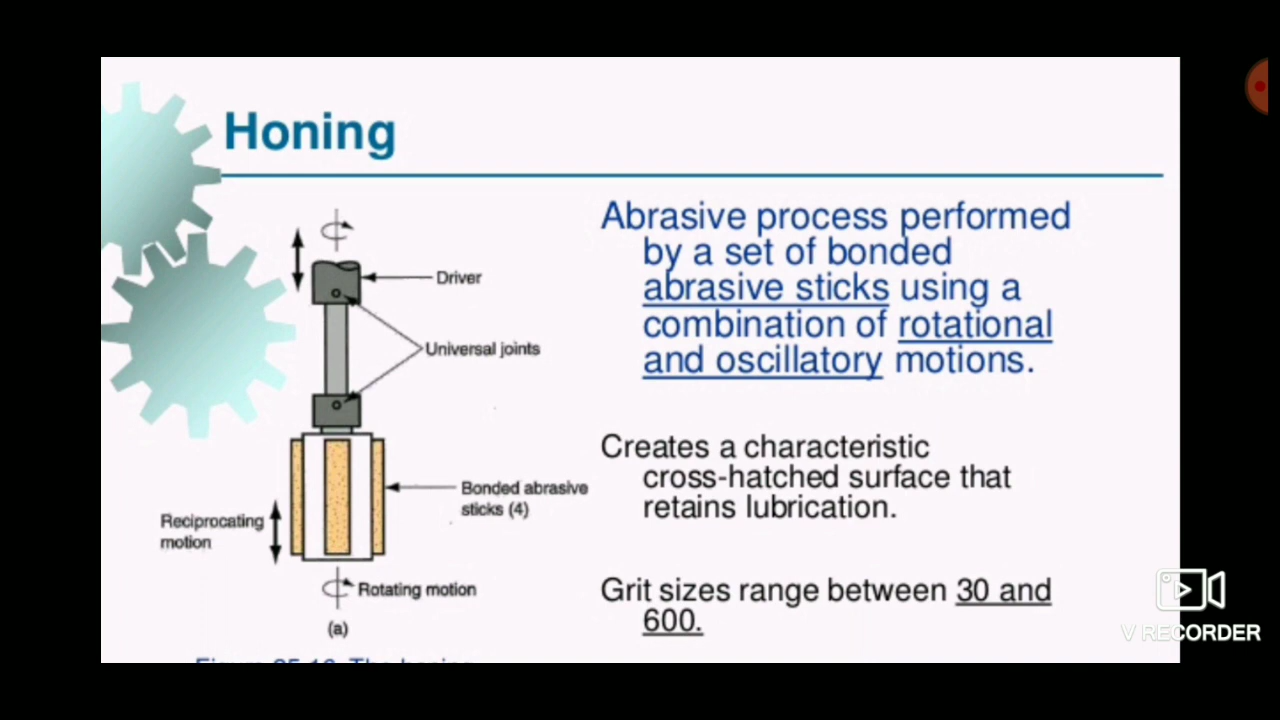 Honing
Abrasive process performed
by a set of bonded
abrasive sticks using a
combination of rotational
and oscillatory motions.
Creates a characteristic
cross-hatched surface that
retains lubrication.
Grit sizes range between 30 and
600.
Driver
Universal joints
Bonded abrasive
sticks (4)
Reciprocating
motion
Rotating motion
(a)
V RECORDER